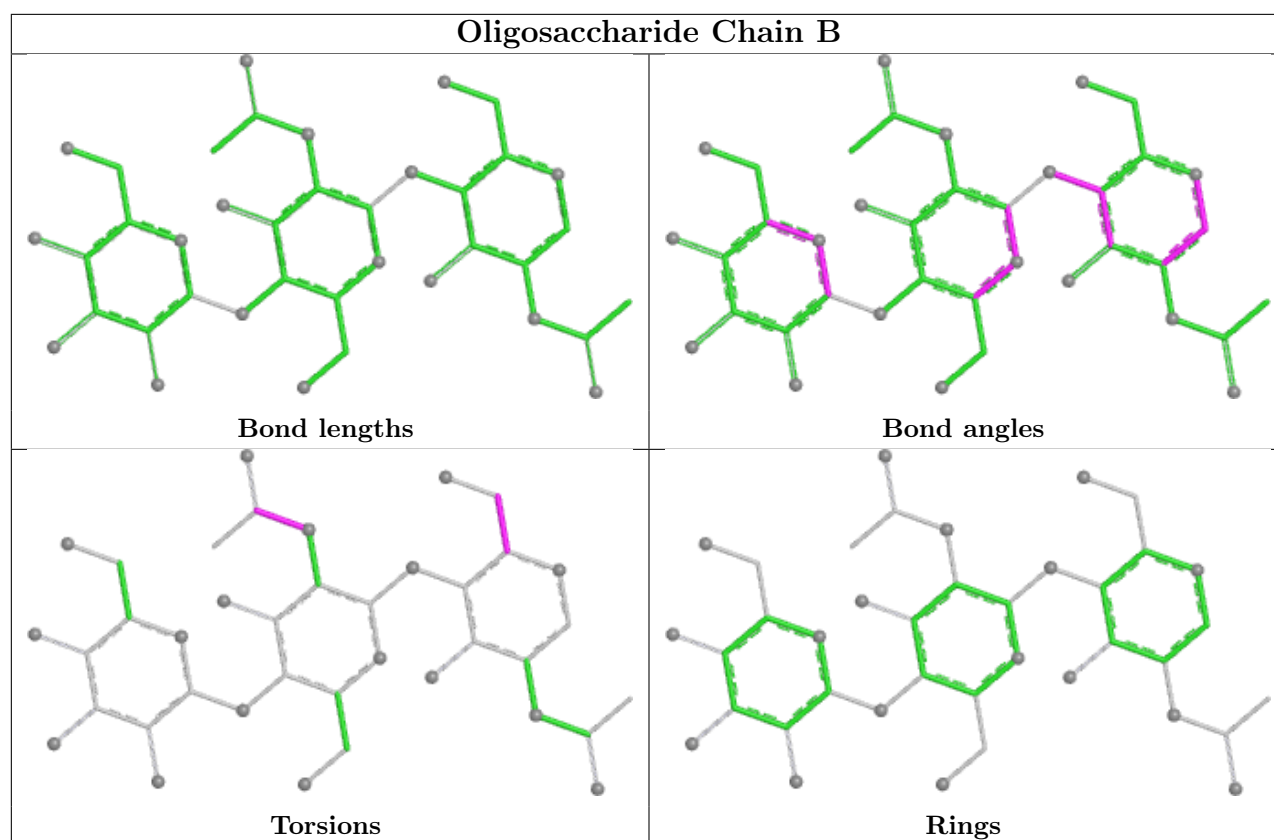 Oligosaccharide Chain B
Bond lengths
Bond angles
Torsions
Rings